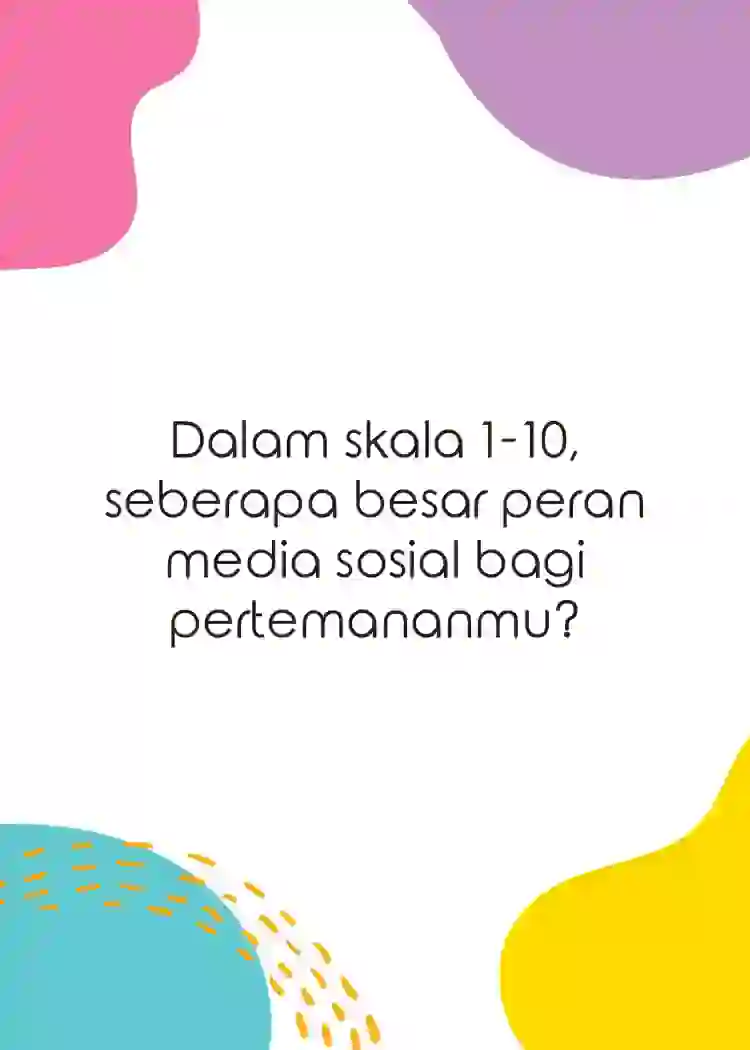 Dalam skala 1-10,
seberapa besar peran
media sosial bagi
pertemananmu?